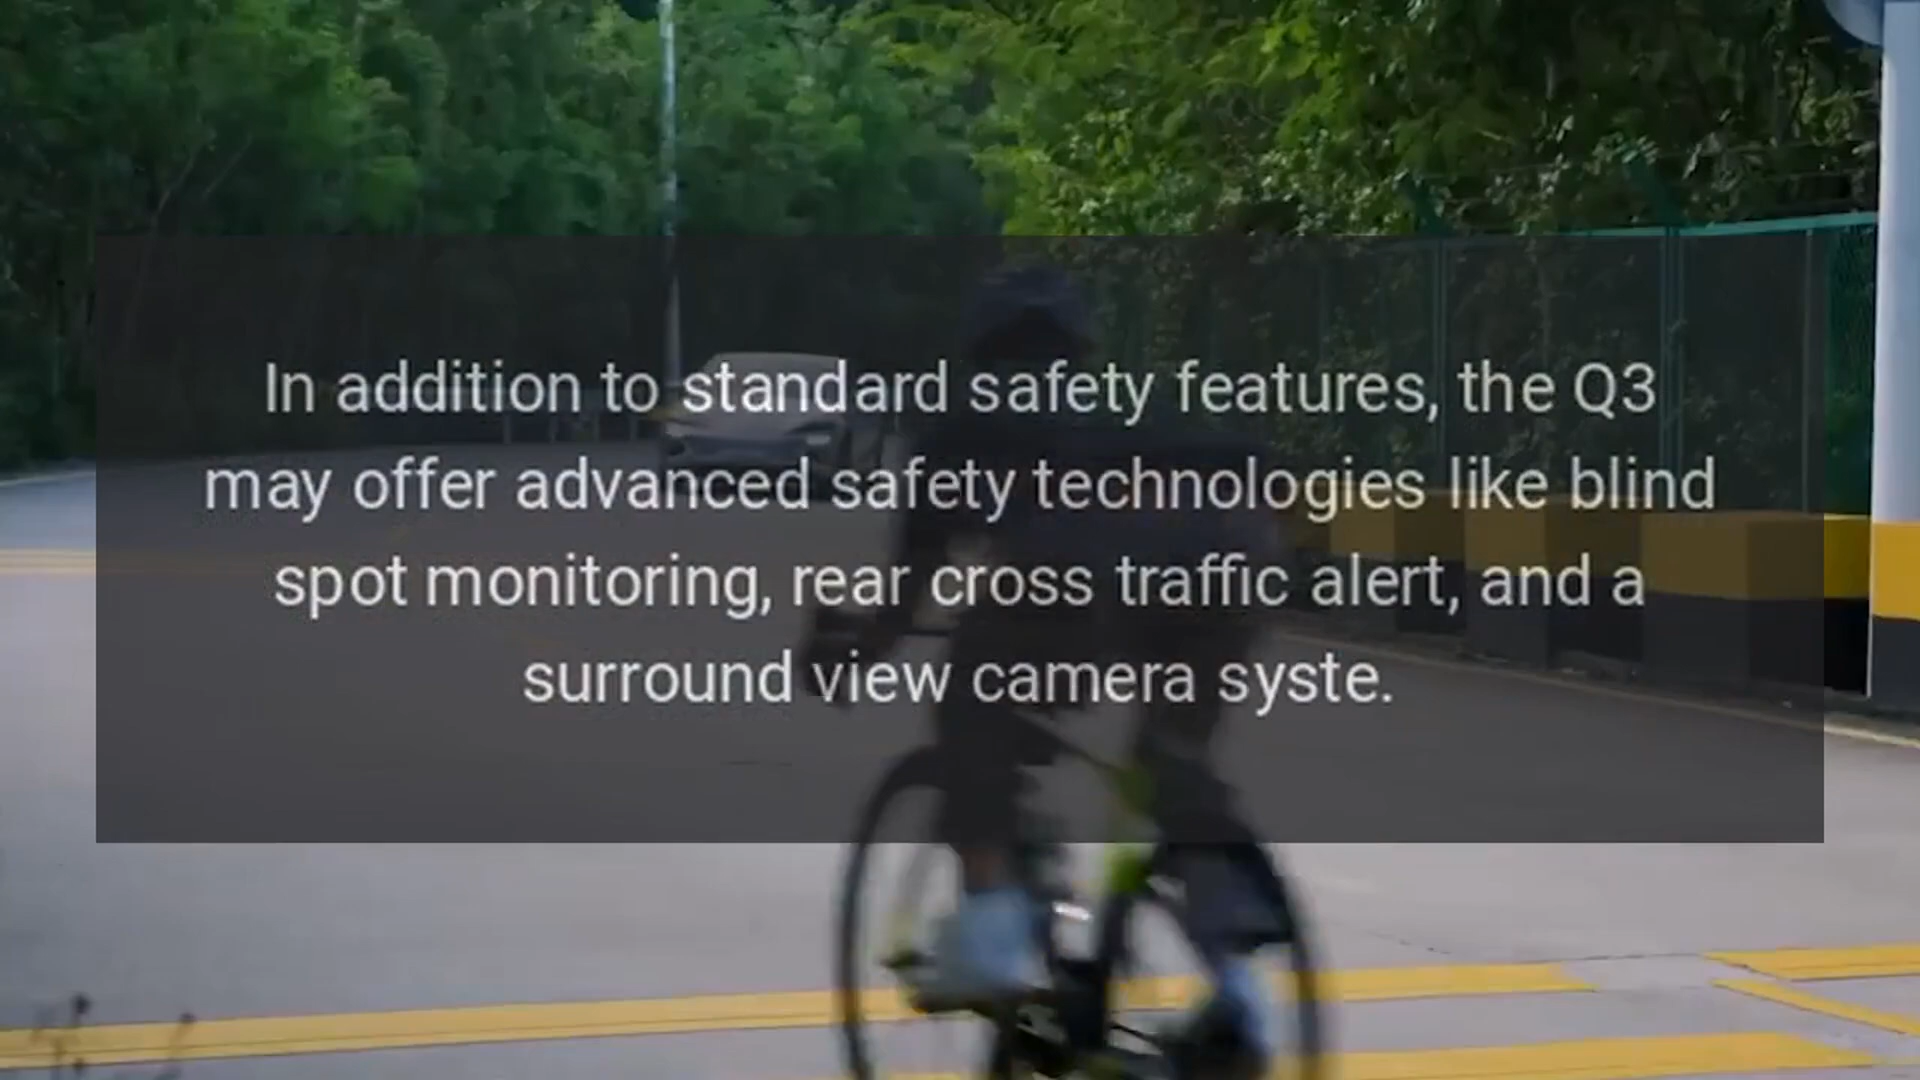 In addition to standard safety features, the Q3
may offer advanced safety technologies like blind
spot monitoring, rear cross traffic alert, and a
surround view camera syste.